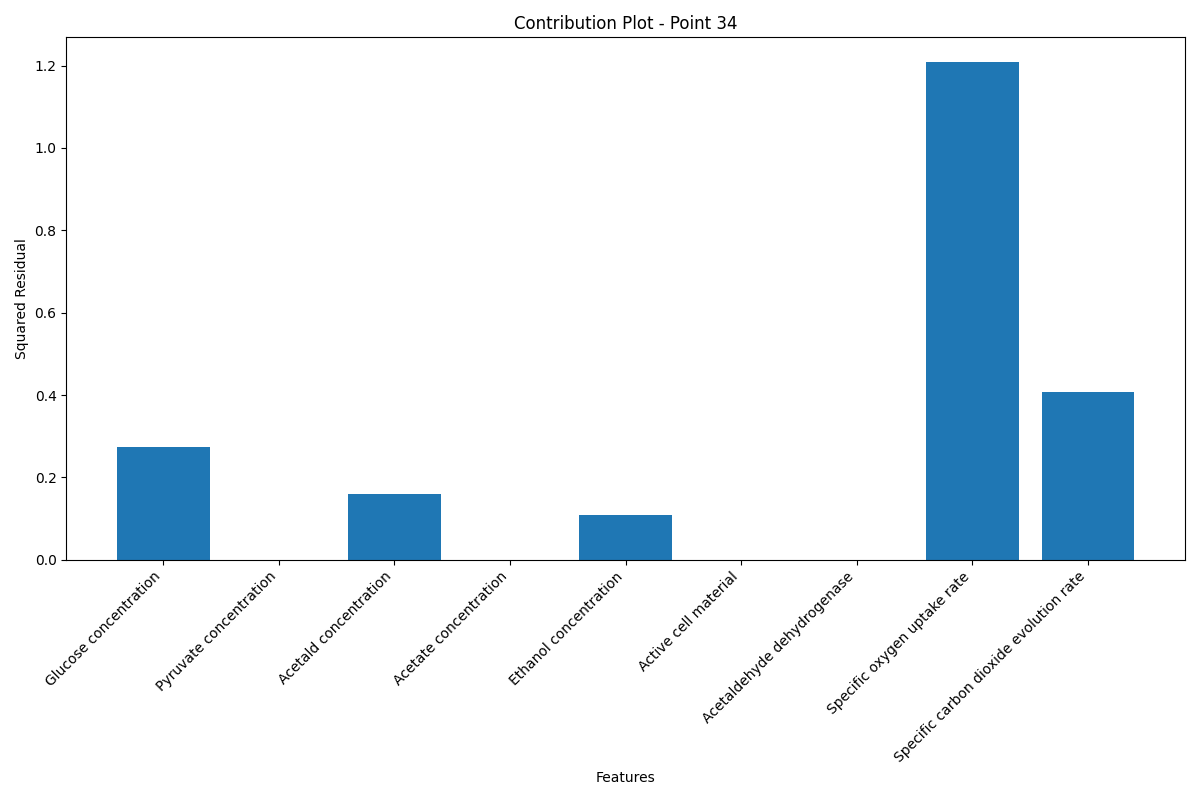 Contribution Plot - Point 34
1.2
1.0
0.8
0.6
0.4
0.2
0.0
Squared Residual
Glucose concentration
Pyruvate concentration
Acetald concentration
Acetate concentration
Ethanol concentration
Active cell material
Acetaldehyde dehydrogenase
Specific oxygen uptake rate
Specific carbon dioxide evolution rate
Features